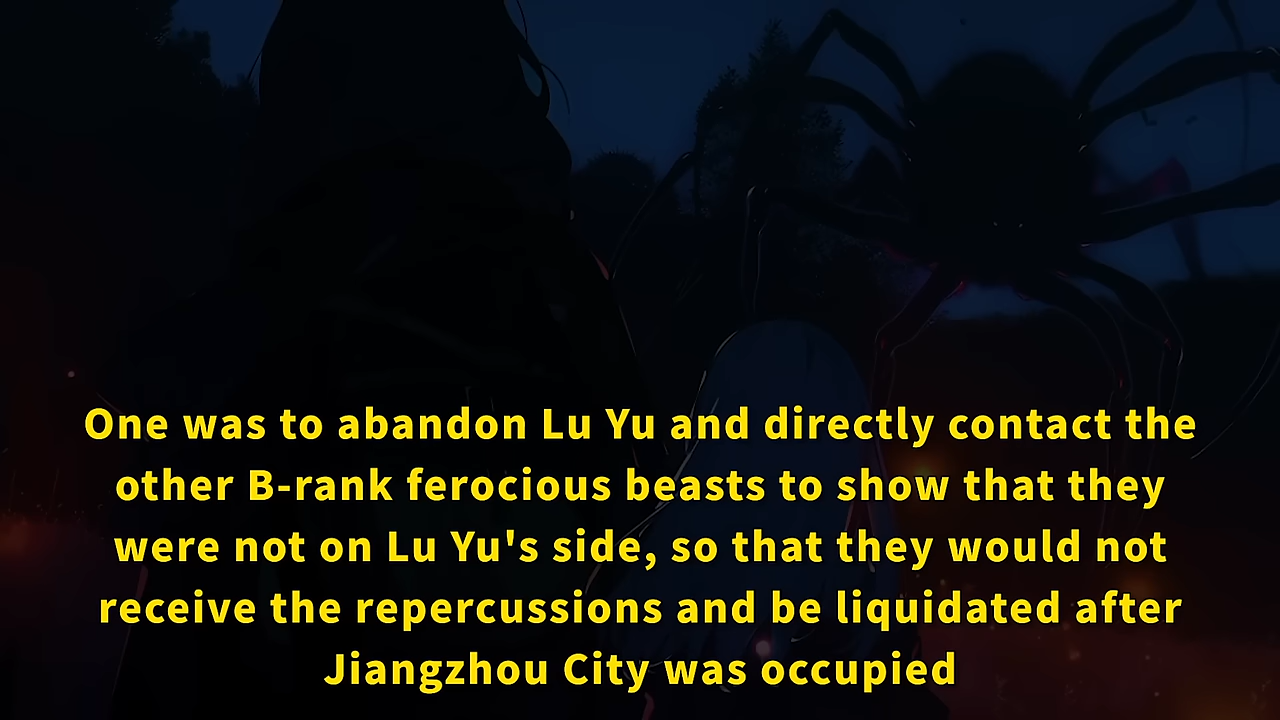 One was to abandon Lu Yu and directly contact the
other B-rank ferocious beasts to show that they
were not on Lu Yu's side, so that they would not
receive the repercussions and be liquidated after
Jiangzhou City was occupied